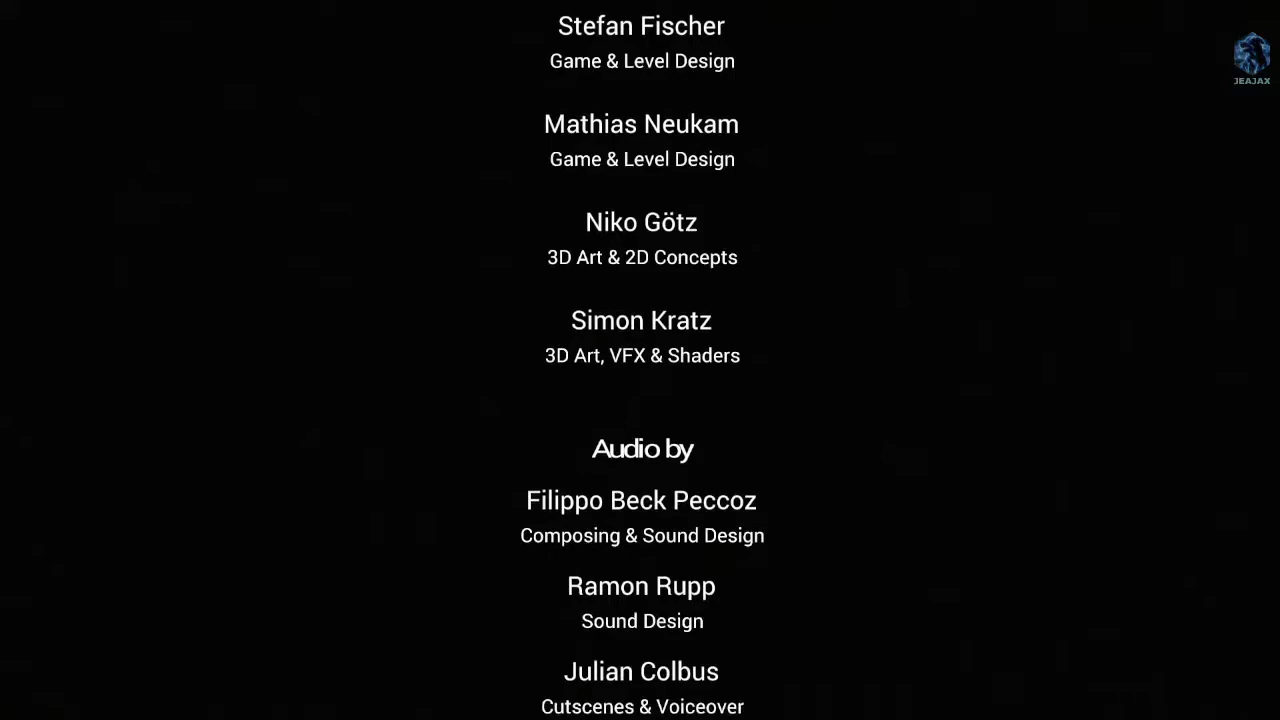 Stefan Fischer
Game & Level Design
JEAJAX
Mathias Neukam
Game & Level Design
Niko Götz
3D Art & 2D Concepts
Simon Kratz
3D Art, VFX & Shaders
Audio by
Filippo Beck Peccoz
Composing & Sound Design
Ramon Rupp
Sound Design
Julian Colbus
Cutscenes & Voiceover